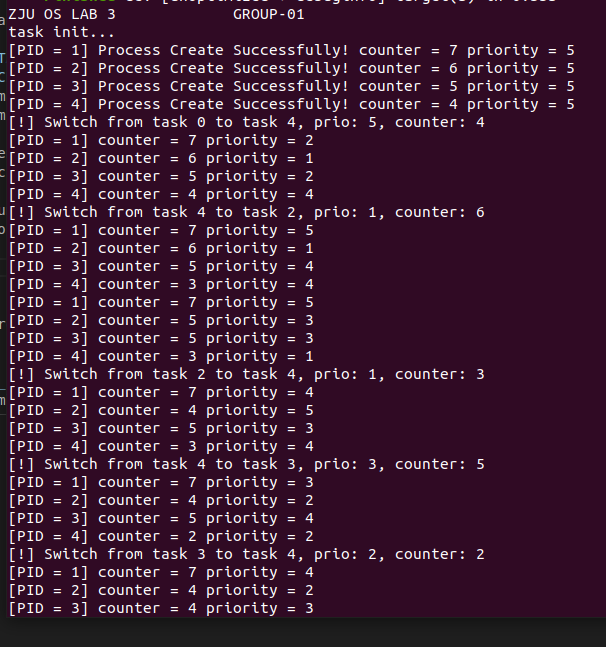 ZJU OS LAB 3             GROUP-01
task init...
[PID = 1] Process Create Successfully! counter = 7 priority = 5
[PID = 2] Process Create Successfully! counter = 6 priority = 5
[PID = 3] Process Create Successfully! counter = 5 priority = 5
[PID = 4] Process Create Successfully! counter = 4 priority = 5
[!] Switch from task 0 to task 4, prio: 5, counter: 4
[PID = 1] counter = 7 priority = 2
[PID = 2] counter = 6 priority = 1
[PID = 3] counter = 5 priority = 2
[PID = 4] counter = 4 priority = 4
[!] Switch from task 4 to task 2, prio: 1, counter: 6
[PID = 1] counter = 7 priority = 5
[PID = 2] counter = 6 priority = 1
[PID = 3] counter = 5 priority = 4
[PID = 4] counter = 3 priority = 4
[PID = 1] counter = 7 priority = 5
[PID = 2] counter = 5 priority = 3
[PID = 3] counter = 5 priority = 3
[PID = 4] counter = 3 priority = 1
[!] Switch from task 2 to task 4, prio: 1, counter: 3
[PID = 1] counter = 7 priority = 4
[PID = 2] counter = 4 priority = 5
[PID = 3] counter = 5 priority = 3
[PID = 4] counter = 3 priority = 4
[!] Switch from task 4 to task 3, prio: 3, counter: 5
[PID = 1] counter = 7 priority = 3
[PID = 2] counter = 4 priority = 2
[PID = 3] counter = 5 priority = 4
[PID = 4] counter = 2 priority = 2
[!] Switch from task 3 to task 4, prio: 2, counter: 2
[PID = 1] counter = 7 priority = 4
[PID = 2] counter = 4 priority = 2
[PID = 3] counter = 4 priority = 3